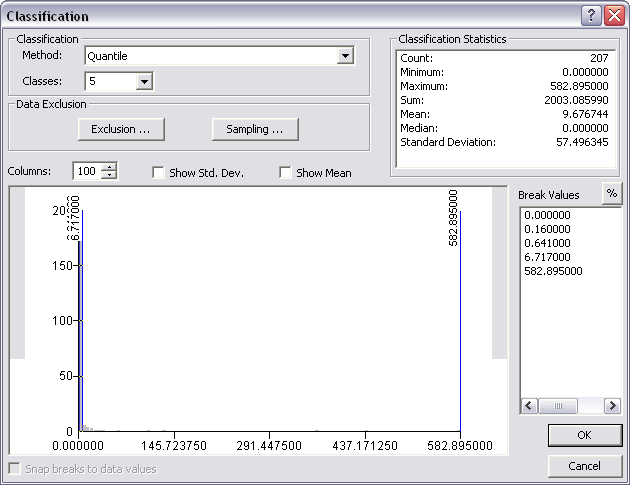 Classification
Classification
Method: Quantile
Classes: 5
Data Exclusion
Exclusion ...
Sampling ...
Classification Statistics
Count: 207
Minimum: 0.000000
Maximum: 582.895000
Sum: 2003.085990
Mean: 9.676744
Median: 0.000000
Standard Deviation: 57.496345
Columns: 100
Show Std. Dev.
Show Mean
Break Values
%
0.000000
0.160000
0.641000
6.717000
582.895000
582.895000
150
100
50
0
0.000000 145.723750 291.447500 437.171250 582.895000
OK
Cancel
Snap breaks to data values